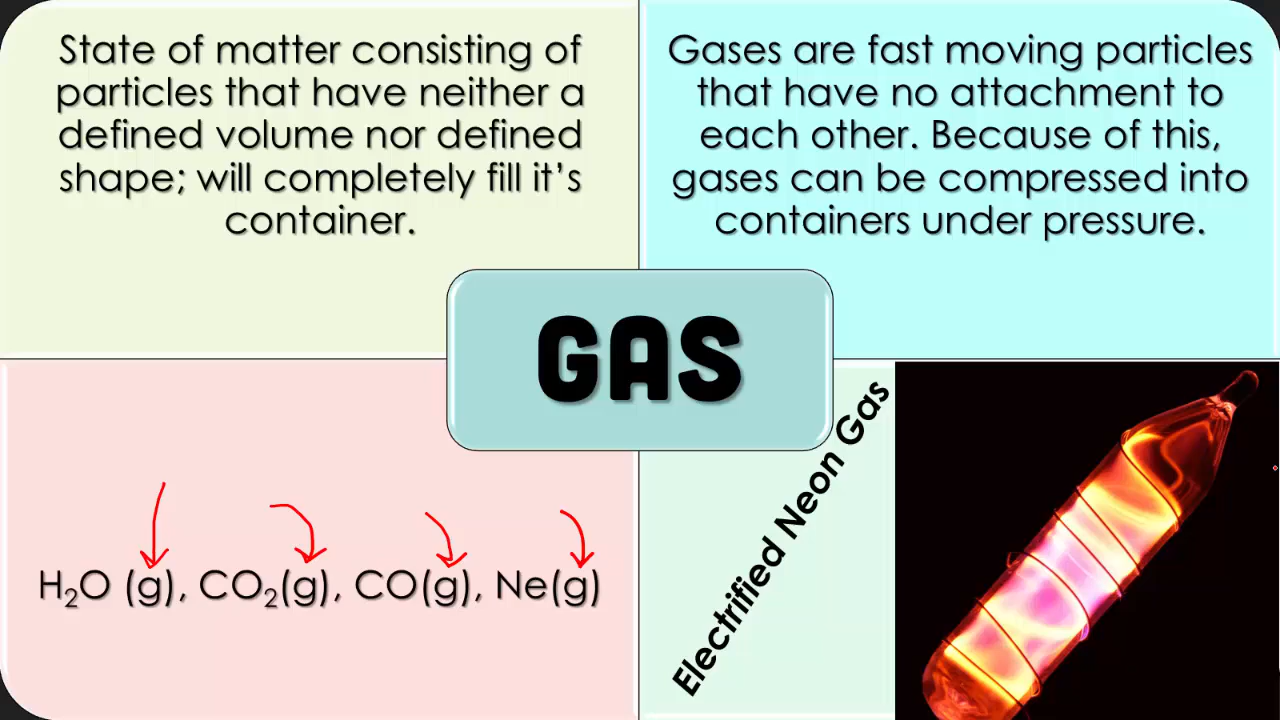 State of matter consisting of
particles that have neither a
defined volume nor defined
shape; will completely fill it’s
container.
Gases are fast moving particles
that have no attachment to
each other. Because of this,
gases can be compressed into
containers under pressure.
GAS
H₂O (g), CO₂(g), CO(g), Ne(g)
Electrified Neon Gas